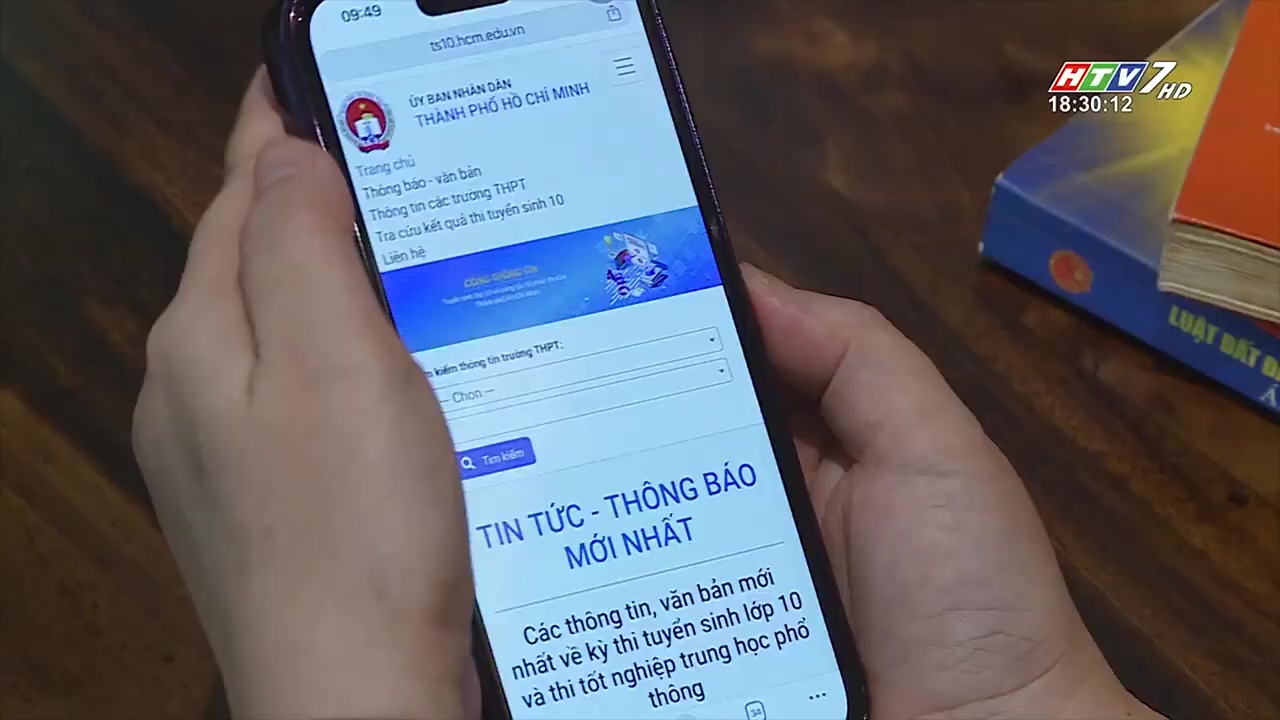 09:49
ts10.hcm.edu.vn
ỦY BAN NHÂN DÂN
THÀNH PHỐ HỒ CHÍ MINH
Trang chủ
Thông báo - văn bản
Thông tin các trường THPT
Tra cứu kết quả thi tuyển sinh 10
Liên hệ
CỔNG THÔNG TIN
kiếm thông tin trường THPT:
-- Chọn --
Tìm kiếm
TIN TỨC - THÔNG BÁO
MỚI NHẤT
Các thông tin, văn bản mới
nhất về kỳ thi tuyển sinh lớp 10
và thi tốt nghiệp trung học phổ
thông
34
HTV7 HD
18:30:12
LUẬT ĐẤT